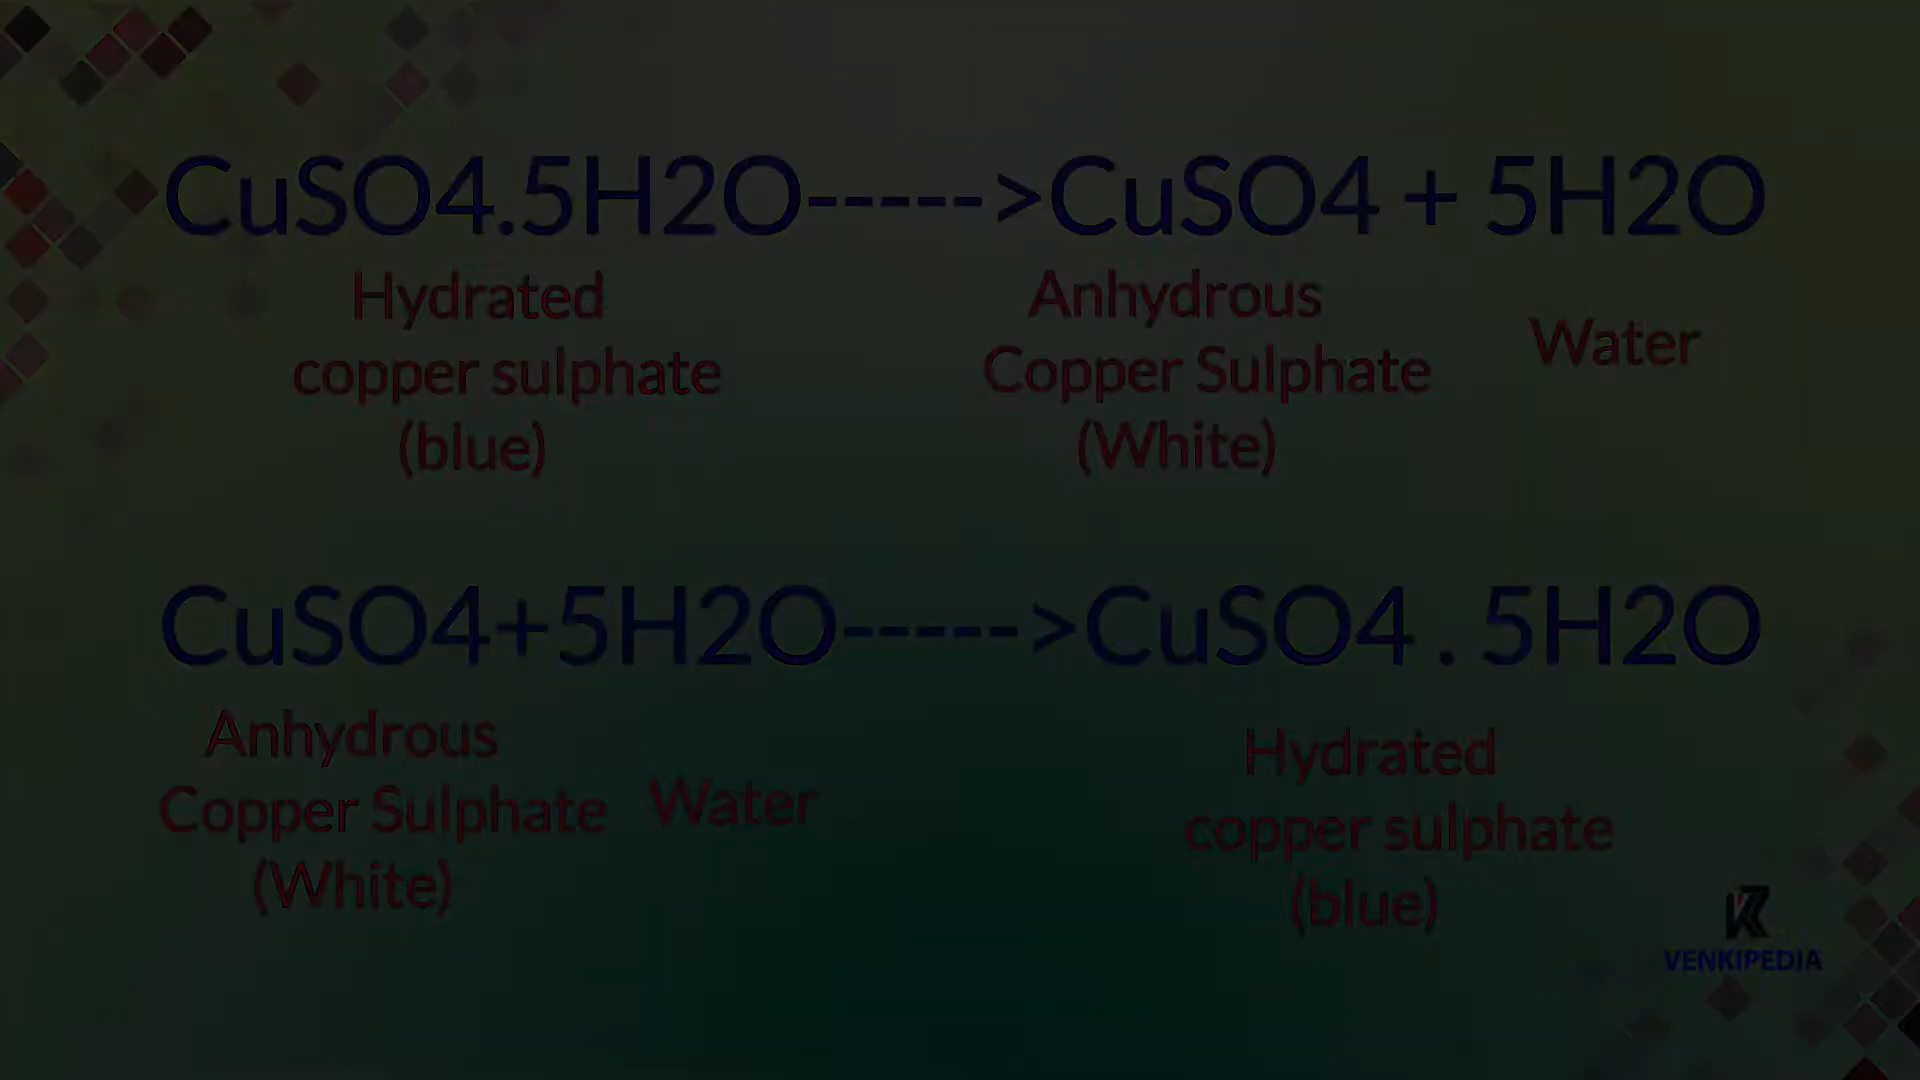 CuSO4.5H2O----->CuSO4 + 5H2O
Hydrated
copper sulphate
(blue)
Anhydrous
Copper Sulphate
(White)
Water
CuSO4+5H2O----->CuSO4 . 5H2O
Anhydrous
Copper Sulphate
(White)
Water
Hydrated
copper sulphate
(blue)
VENKIPEDIA